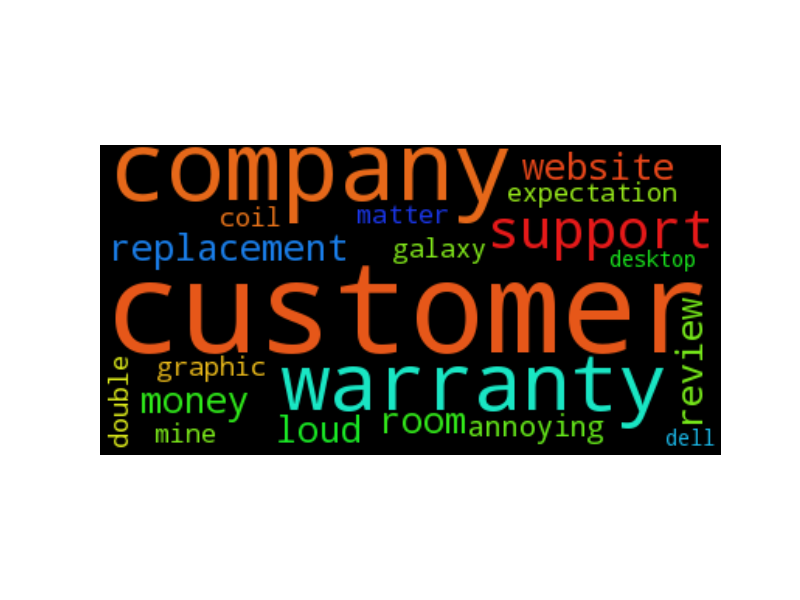 company
website
expectation
coil
matter
support
replacement
galaxy
desktop
customer
review
double
graphic
warranty
money
mine
loud
room
annoying
dell